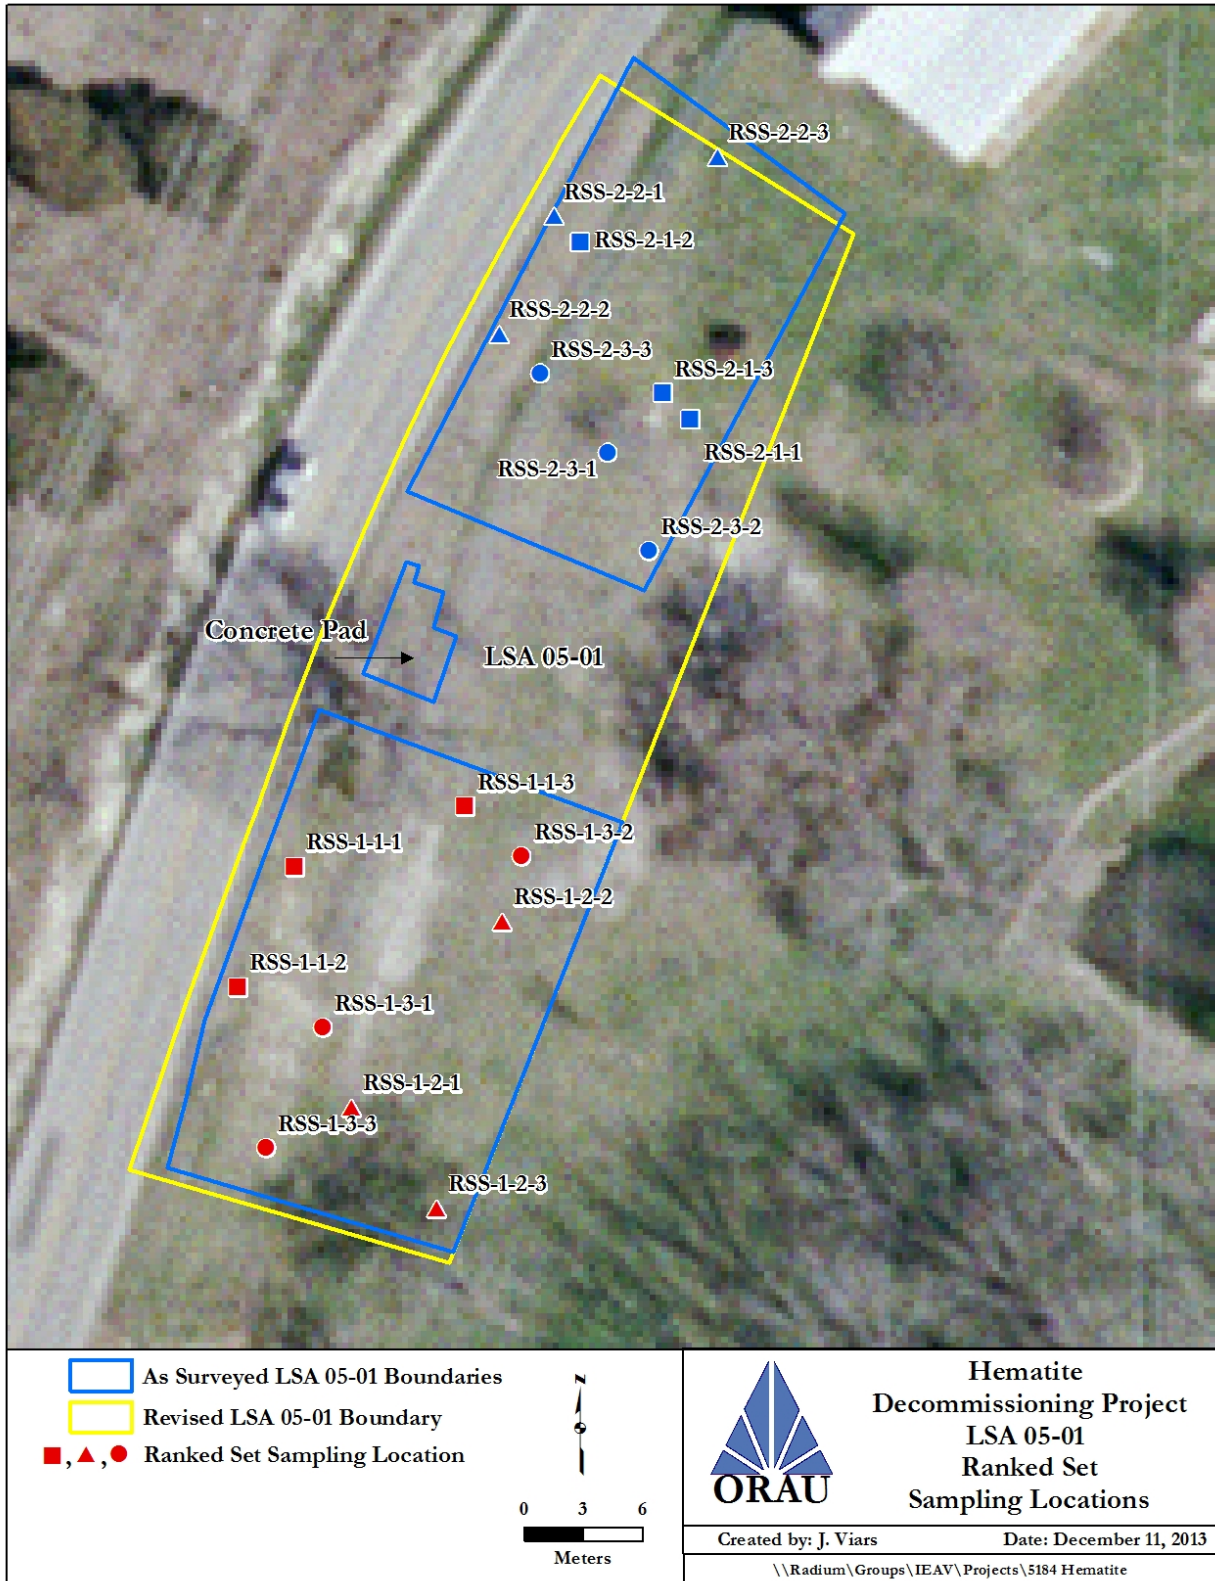 RSS-2-2-3
RSS-2-2-1
RSS-2-1-2
RSS-2-2-2
RSS-2-3-3
RSS-2-1-3
RSS-2-1-1
RSS-2-3-1
RSS-2-3-2
Concrete Pad
LSA 05-01
RSS-1-1-3
RSS-1-3-2
RSS-1-1-1
RSS-1-2-2
RSS-1-1-2
RSS-1-3-1
RSS-1-2-1
RSS-1-3-3
RSS-1-2-3
As Surveyed LSA 05-01 Boundaries
Revised LSA 05-01 Boundary
, , Ranked Set Sampling Location
N
0 3 6
Meters
ORAU
Hematite
Decommissioning Project
LSA 05-01
Ranked Set
Sampling Locations
Created by: J. Viars Date: December 11, 2013
\\Radium\Groups\IEAV\Projects\5184 Hematite